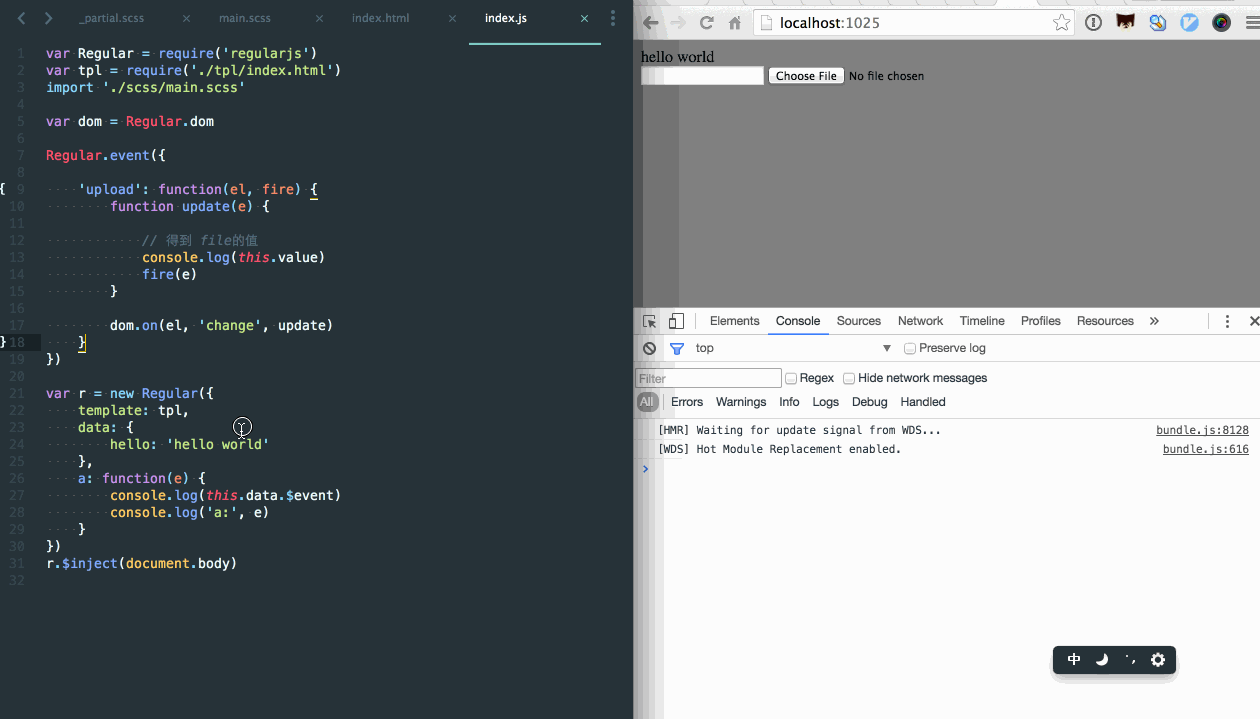 _partial.scss
main.scss
index.html
index.js
1 var Regular = require('regularjs')
2 var tpl = require('./tpl/index.html')
3 import './scss/main.scss'
4
5 var dom = Regular.dom
6
7 Regular.event({
8
{ 9 'upload': function(el, fire) {
10 function update(e) {
11
12 // 得到 file的值
13 console.log(this.value)
14 fire(e)
15 }
16
17 dom.on(el, 'change', update)
} 18 }
19 })
20
21 var r = new Regular({
22 template: tpl,
23 data: {
24 hello: 'hello world'
25 },
26 a: function(e) {
27 console.log(this.data.$event)
28 console.log('a:', e)
29 }
30 })
31 r.$inject(document.body)
32
localhost:1025
hello world
Choose File No file chosen
Elements Console Sources Network Timeline Profiles Resources »
top Preserve log
Filter Regex Hide network messages
All Errors Warnings Info Logs Debug Handled
[HMR] Waiting for update signal from WDS... bundle.js:8128
[WDS] Hot Module Replacement enabled. bundle.js:616
中